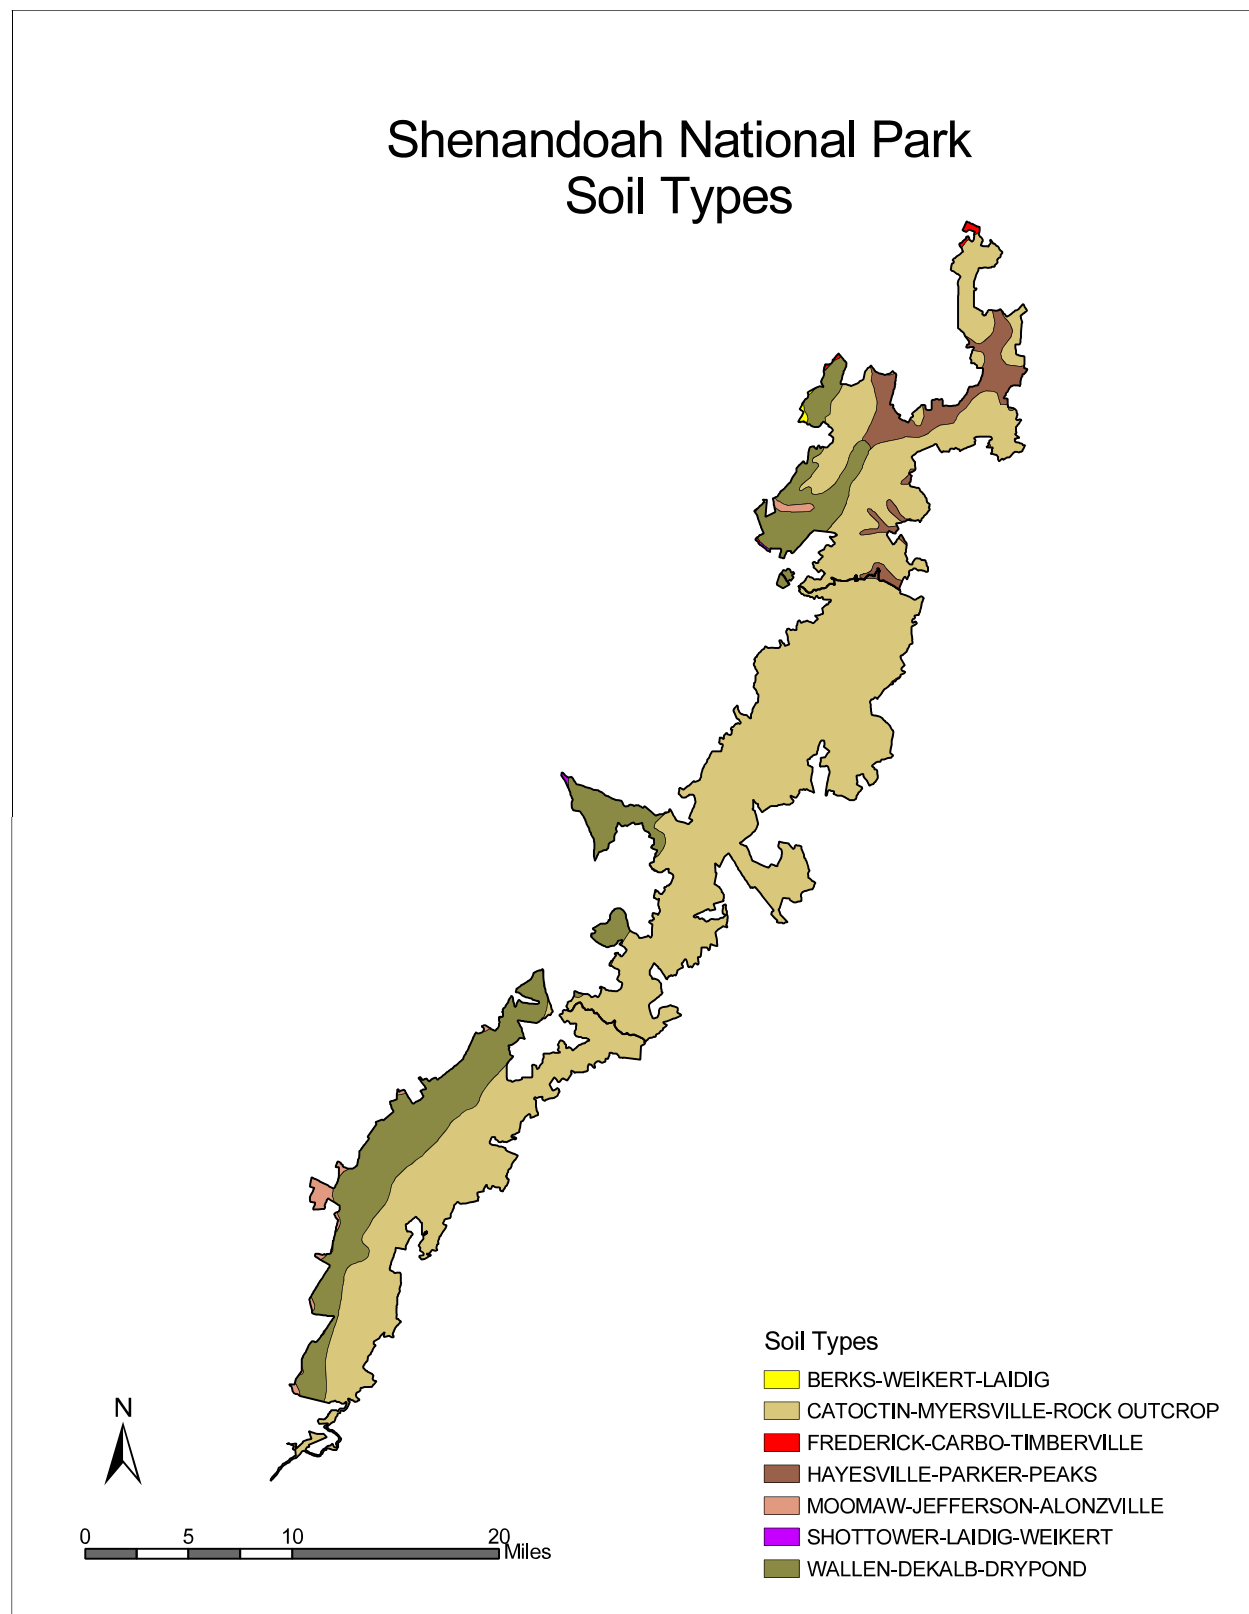 Shenandoah National Park
Soil Types
Soil Types
BERKS-WEIKERT-LAIDIG
CATOCTIN-MYERSVILLE-ROCK OUTCROP
FREDERICK-CARBO-TIMBERVILLE
HAYESVILLE-PARKER-PEAKS
MOOMAW-JEFFERSON-ALONZVILLE
SHOTTOWER-LAIDIG-WEIKERT
WALLEN-DEKALB-DRYPOND
N
0 5 10 20
Miles